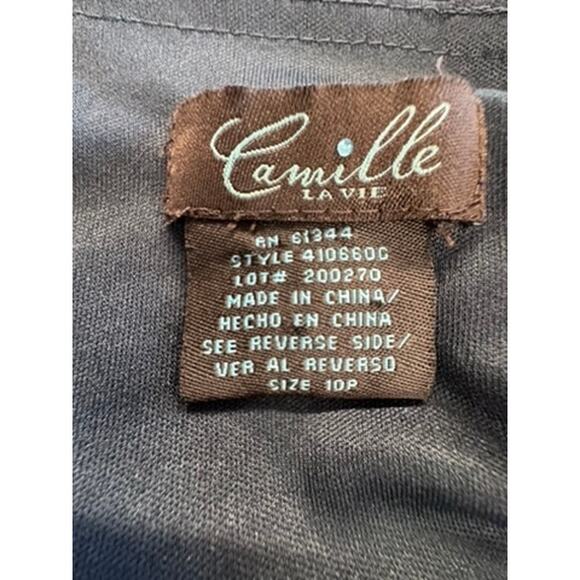 Camille
LA VIE
RN 61344
STYLE 410660C
LOT# 200270
MADE IN CHINA/
HECHO EN CHINA
SEE REVERSE SIDE/
VER AL REVERSO
SIZE 10P